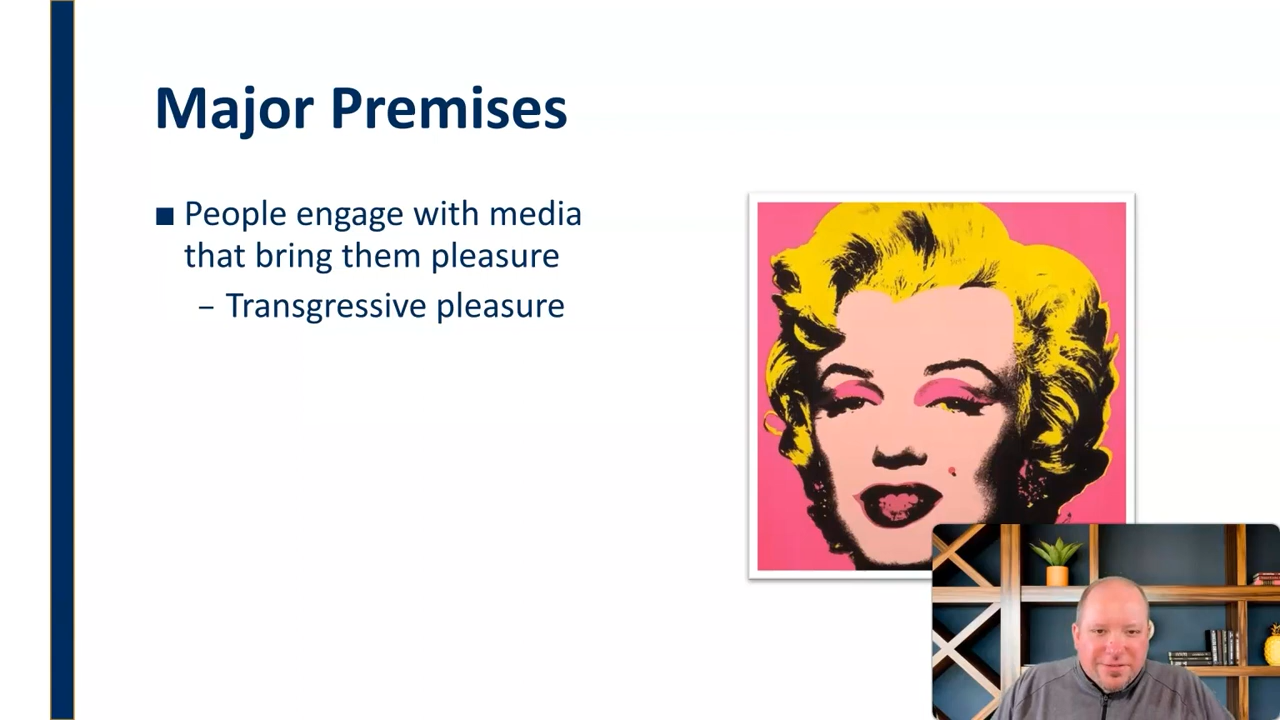 Major Premises
■ People engage with media
that bring them pleasure
– Transgressive pleasure